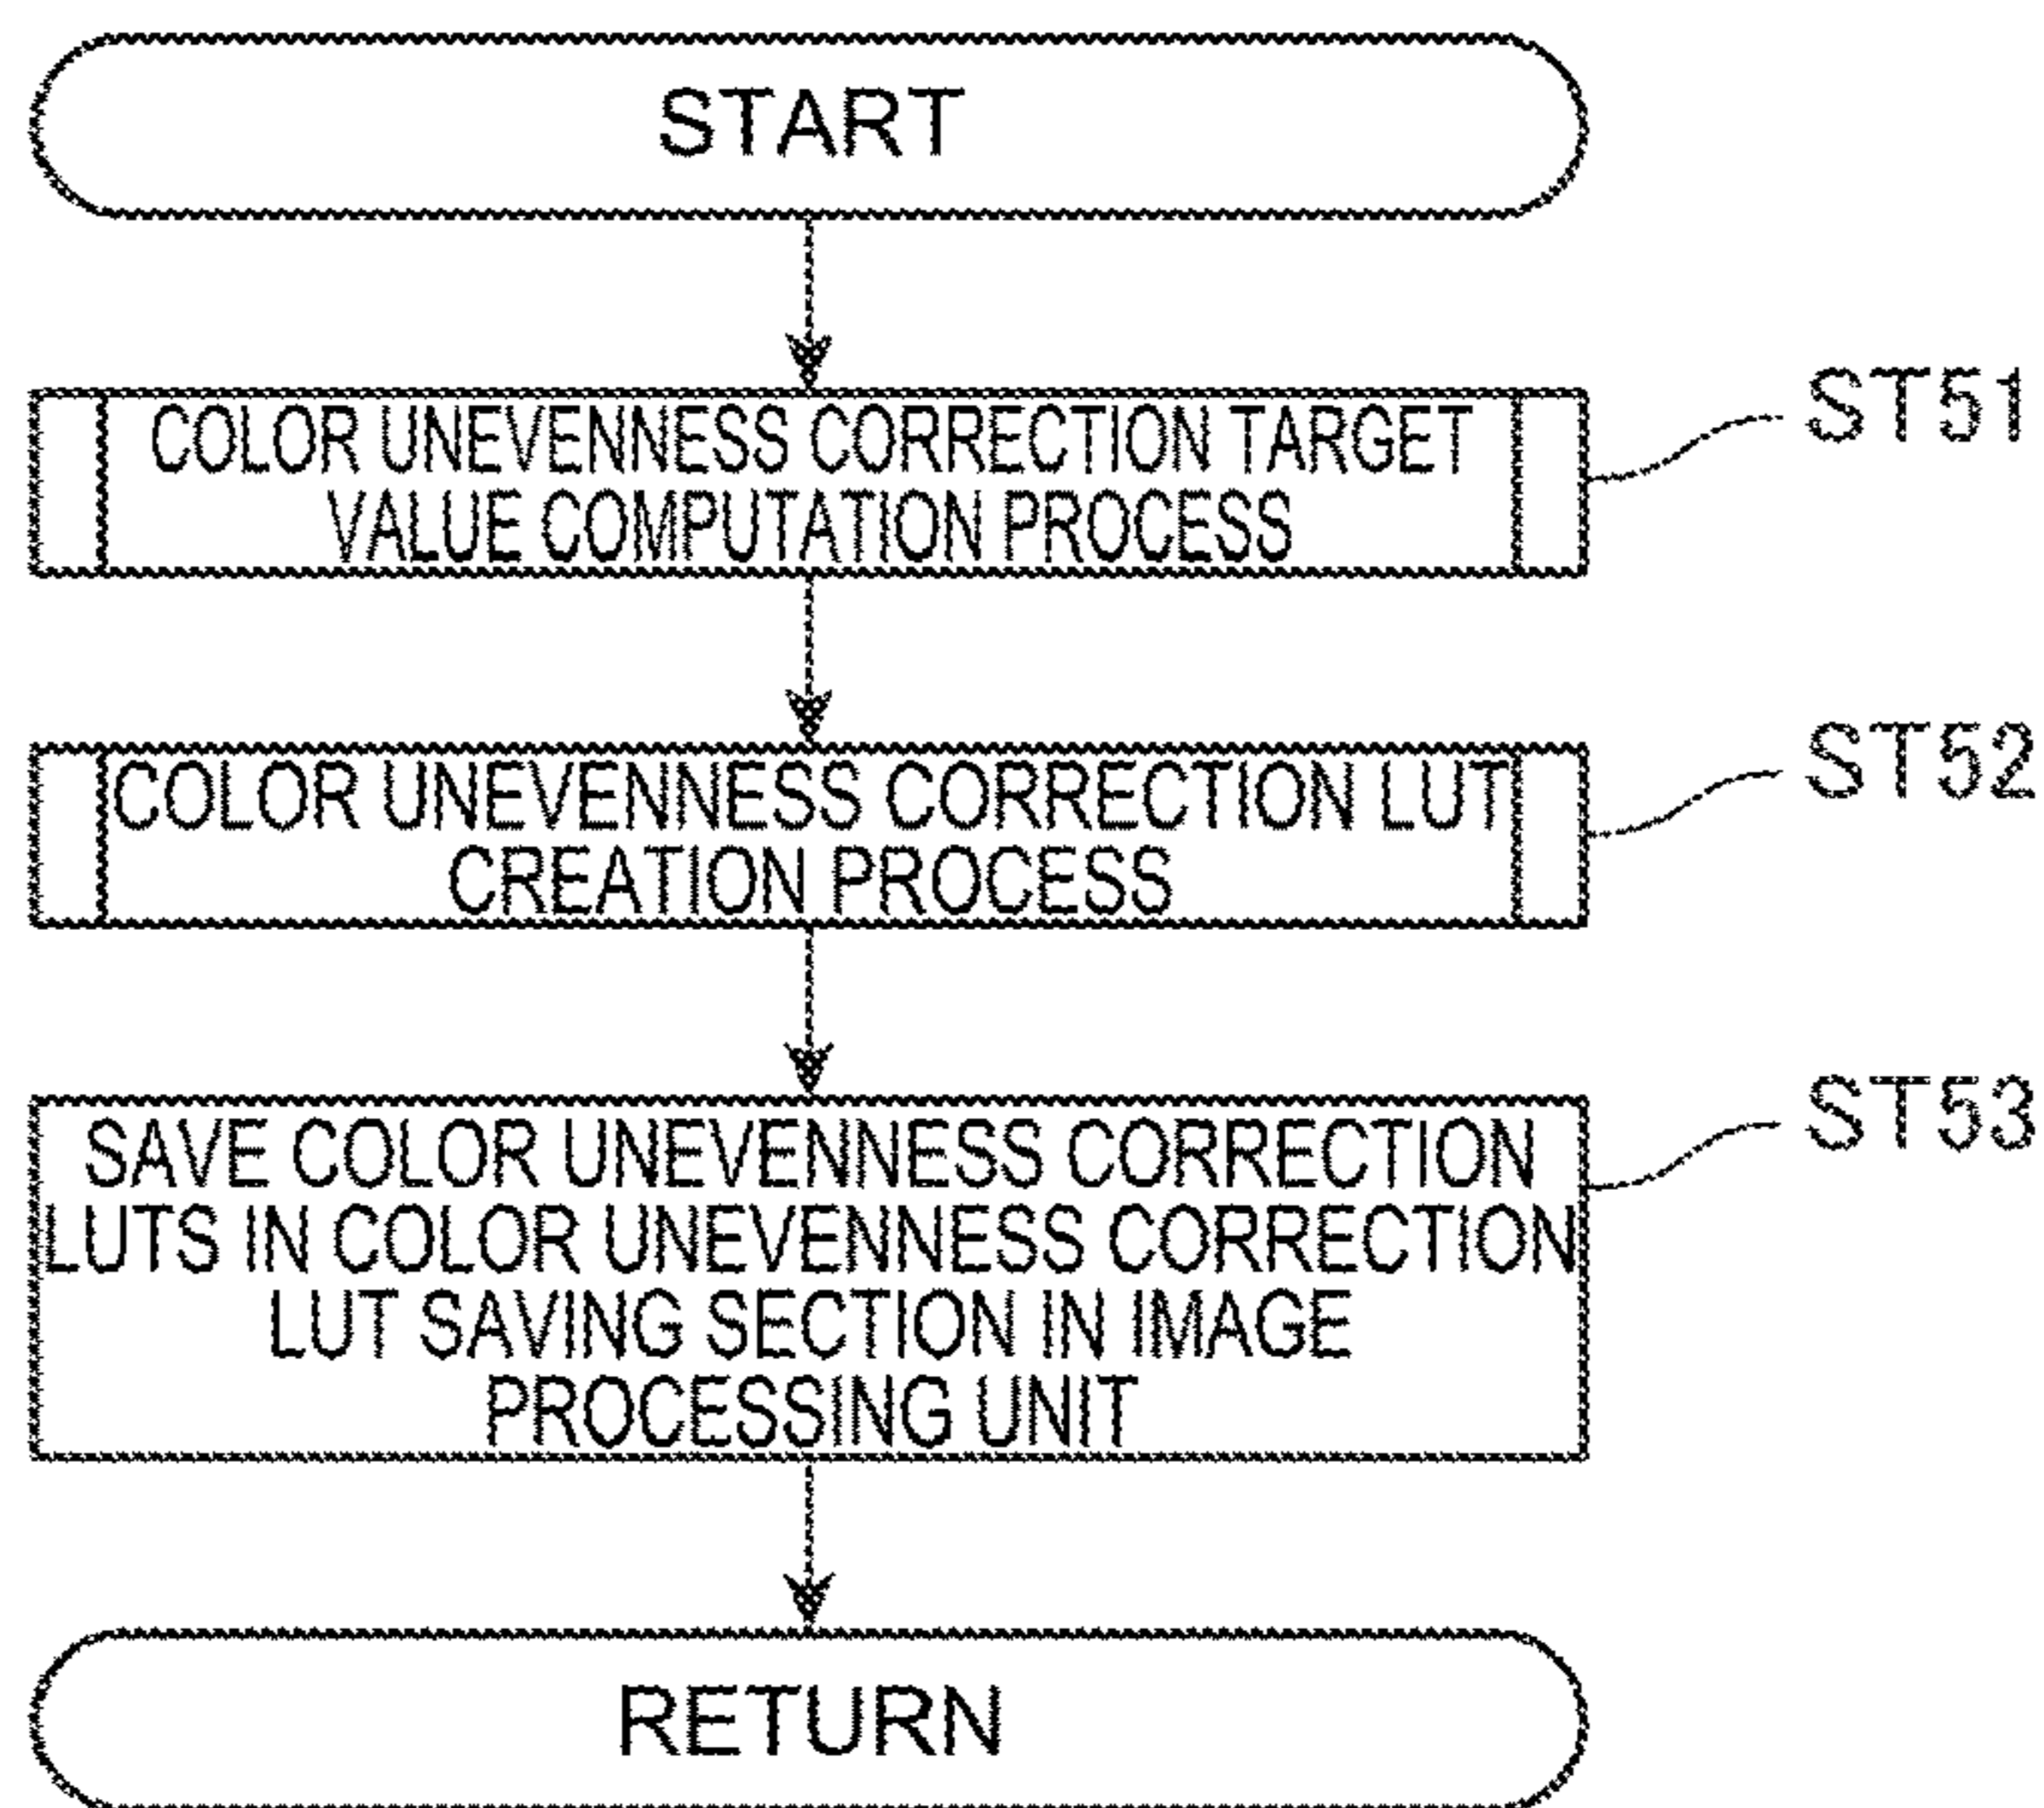 START
COLOR UNEVENNESS CORRECTION TARGET
VALUE COMPUTATION PROCESS
ST51
COLOR UNEVENNESS CORRECTION LUT
CREATION PROCESS
ST52
SAVE COLOR UNEVENNESS CORRECTION
LUTS IN COLOR UNEVENNESS CORRECTION
LUT SAVING SECTION IN IMAGE
PROCESSING UNIT
ST53
RETURN